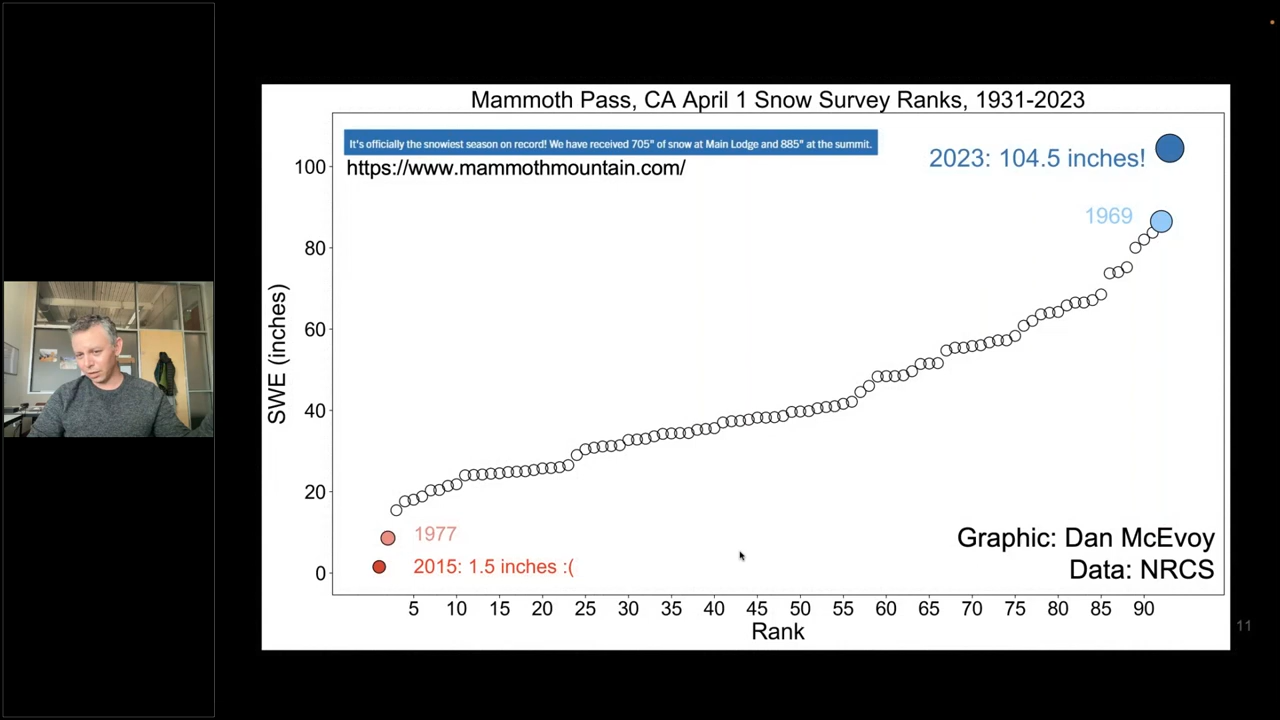 Mammoth Pass, CA April 1 Snow Survey Ranks, 1931-2023
It's officially the snowiest season on record! We have received 705" of snow at Main Lodge and 885" at the summit.
https://www.mammothmountain.com/
2023: 104.5 inches!
1969
1977
2015: 1.5 inches :(
Graphic: Dan McEvoy
Data: NRCS
SWE (inches)
100
80
60
40
20
0
5 10 15 20 25 30 35 40 45 50 55 60 65 70 75 80 85 90
Rank
11